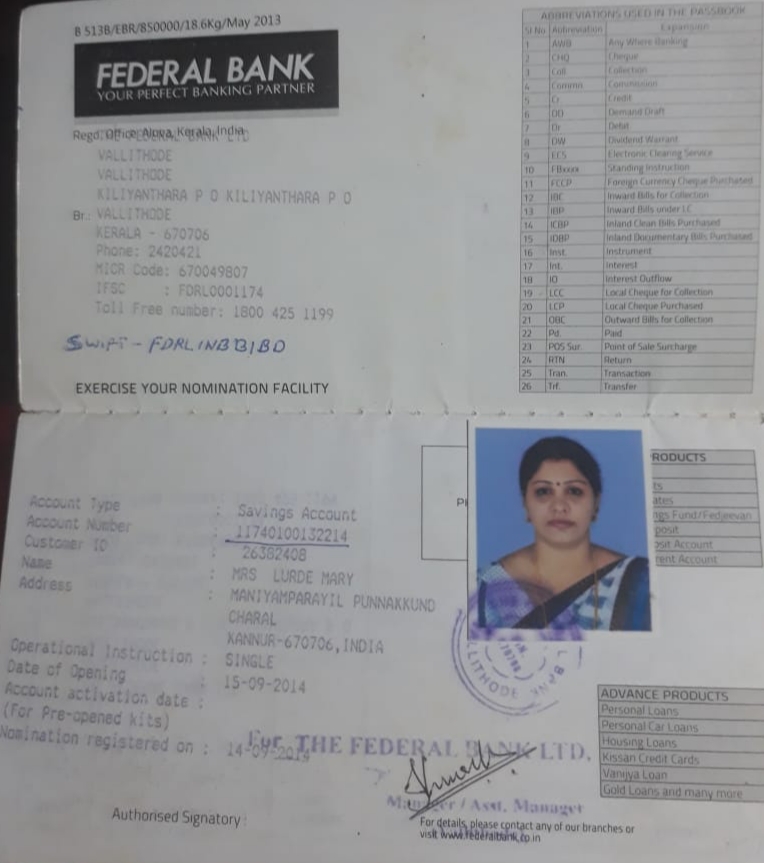 B 513B/EBR/850000/18.6Kg/May 2013
FEDERAL BANK
YOUR PERFECT BANKING PARTNER
Regd. Office: Aluva, Kerala, India
VALLITHODE
VALLITHODE
KILIYANTHARA P O KILIYANTHARA P O
Br.: VALLITHODE
KERALA - 670706
Phone: 2420421
MICR Code: 670049807
IFSC : FDRL0001174
Toll Free number: 1800 425 1199
SWIFT - FDRLINBBIBD
EXERCISE YOUR NOMINATION FACILITY
ABBREVIATIONS USED IN THE PASSBOOK
Sl No. Abbreviation Expansion
1 AWB Any Where Banking
2 CHQ Cheque
3 Coll Collection
4 Commn Commission
5 Cr Credit
6 DD Demand Draft
7 Dr Debit
8 DW Dividend Warrant
9 ECS Electronic Clearing Service
10 FBxxxx Standing Instruction
11 FCCP Foreign Currency Cheque Purchased
12 IBC Inward Bills for Collection
13 IBP Inward Bills under LC
14 ICBP Inland Clean Bills Purchased
15 IDBP Inland Documentary Bills Purchased
16 Inst. Instrument
17 Int. Interest
18 IO Interest Outflow
19 LCC Local Cheque for Collection
20 LCP Local Cheque Purchased
21 OBC Outward Bills for Collection
22 Pd. Paid
23 POS Sur. Point of Sale Surcharge
24 RTN Return
25 Tran. Transaction
26 Trf. Transfer
Account Type : Savings Account
Account Number : 11740100132214
Customer ID : 26382408
Name : MRS LURDE MARY
Address : MANIYAMPARAYIL PUNNAKKUND
CHARAL
KANNUR-670706, INDIA
Operational Instruction : SINGLE
Date of Opening : 15-09-2014
Account activation date :
(For Pre-opened kits)
Nomination registered on : 14-09-2014
For THE FEDERAL BANK LTD,
Manager / Asst. Manager
Authorised Signatory
For details, please contact any of our branches or
visit www.federalbank.co.in
RODUCTS
ts
ates
ngs Fund/Fedjeevan
posit
osit Account
rent Account
L BANK
LLITHODE
ADVANCE PRODUCTS
Personal Loans
Personal Car Loans
Housing Loans
Kissan Credit Cards
Vanijya Loan
Gold Loans and many more